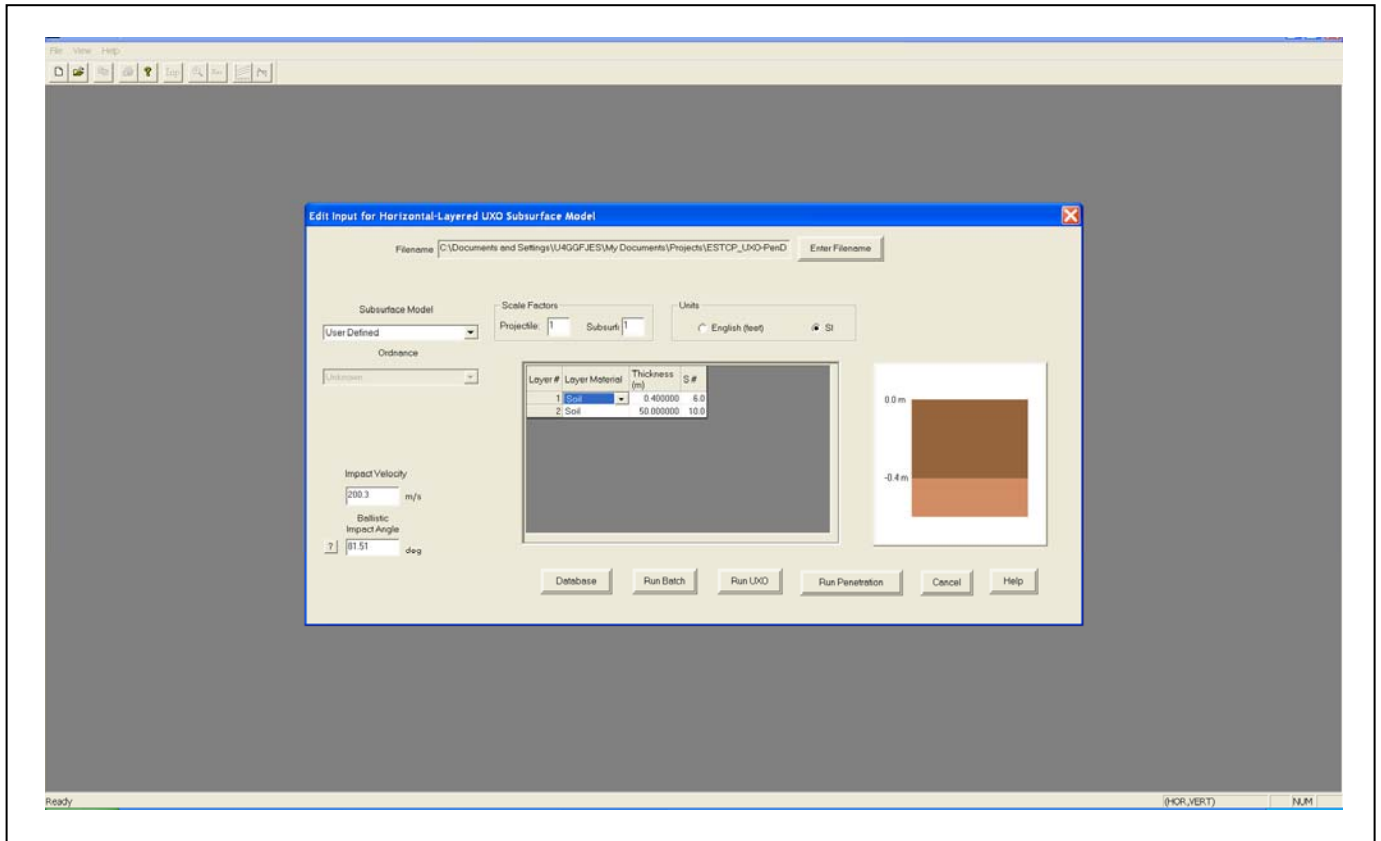 File View Help
Edit Input for Horizontal-Layered UXO Subsurface Model
Filename C:\Documents and Settings\U4GGFJES\My Documents\Projects\ESTCP_UXO-PenD Enter Filename
Subsurface Model
User Defined
Scale Factors
Projectile: 1 Subsurfa 1
Units
English (feet) SI
Ordnance
Unknown
Layer # Layer Material Thickness (m) S #
1 Soil 0.400000 6.0
2 Soil 50.000000 10.0
0.0 m
-0.4 m
Impact Velocity
200.3 m/s
Ballistic
Impact Angle
? 81.51 deg
Database Run Batch Run UXO Run Penetration Cancel Help
Ready (HOR,VERT) NUM